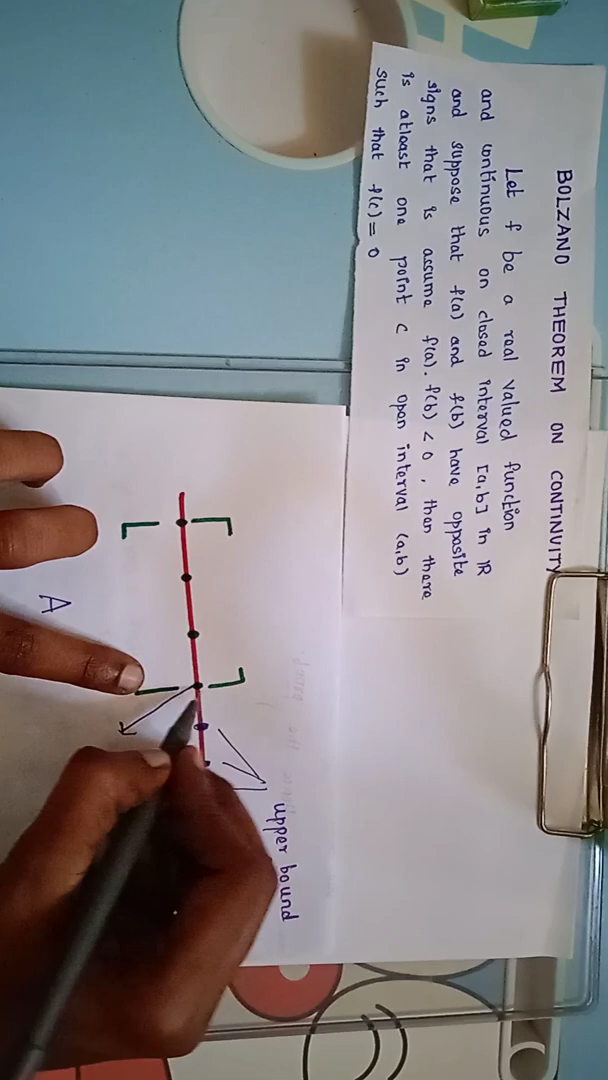 BOLZANO THEOREM ON CONTINVITY
Let f be a real valued function
and continuous on closed interval [a,b] in IR
and suppose that f(a) and f(b) have opposite
signs that is assume f(a).f(b) < 0, then there
is atleast one point c in open interval (a,b)
such that f(c) = 0
upper bound
A